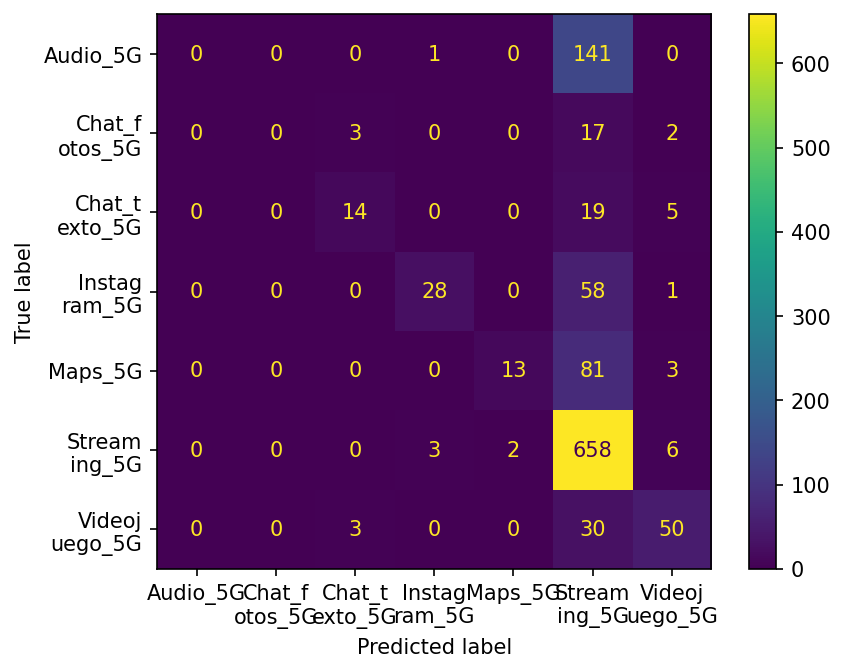 Audio_5G 0 0 0 1 0 141 0
Chat_f
otos_5G 0 0 3 0 0 17 2
Chat_t
exto_5G 0 0 14 0 0 19 5
Instag
ram_5G 0 0 0 28 0 58 1
Maps_5G 0 0 0 0 13 81 3
Stream
ing_5G 0 0 0 3 2 658 6
Videoj
uego_5G 0 0 3 0 0 30 50
True label
Audio_5G Chat_f Chat_t Instag Maps_5G Stream Videoj
otos_5G exto_5G ram_5G ing_5G uego_5G
Predicted label
600
500
400
300
200
100
0